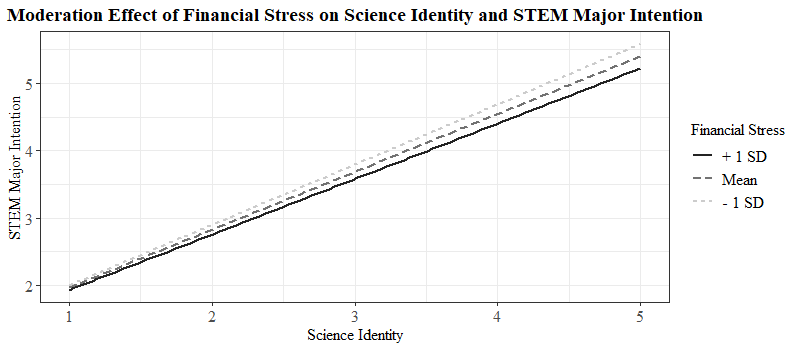 Moderation Effect of Financial Stress on Science Identity and STEM Major Intention
STEM Major Intention
5
4
3
2
1
2
3
4
5
Science Identity
Financial Stress
+ 1 SD
Mean
- 1 SD